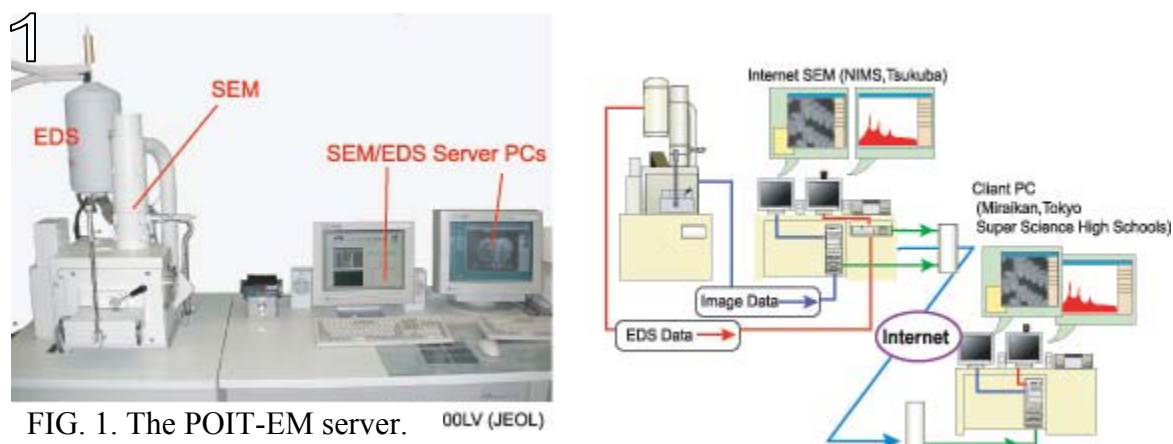 1
EDS
SEM
SEM/EDS Server PCs
FIG. 1. The POIT-EM server.
00LV (JEOL)
Internet SEM (NIMS,Tsukuba)
Client PC
(Miraikan,Tokyo
Super Science High Schools)
Image Data
EDS Data
Internet